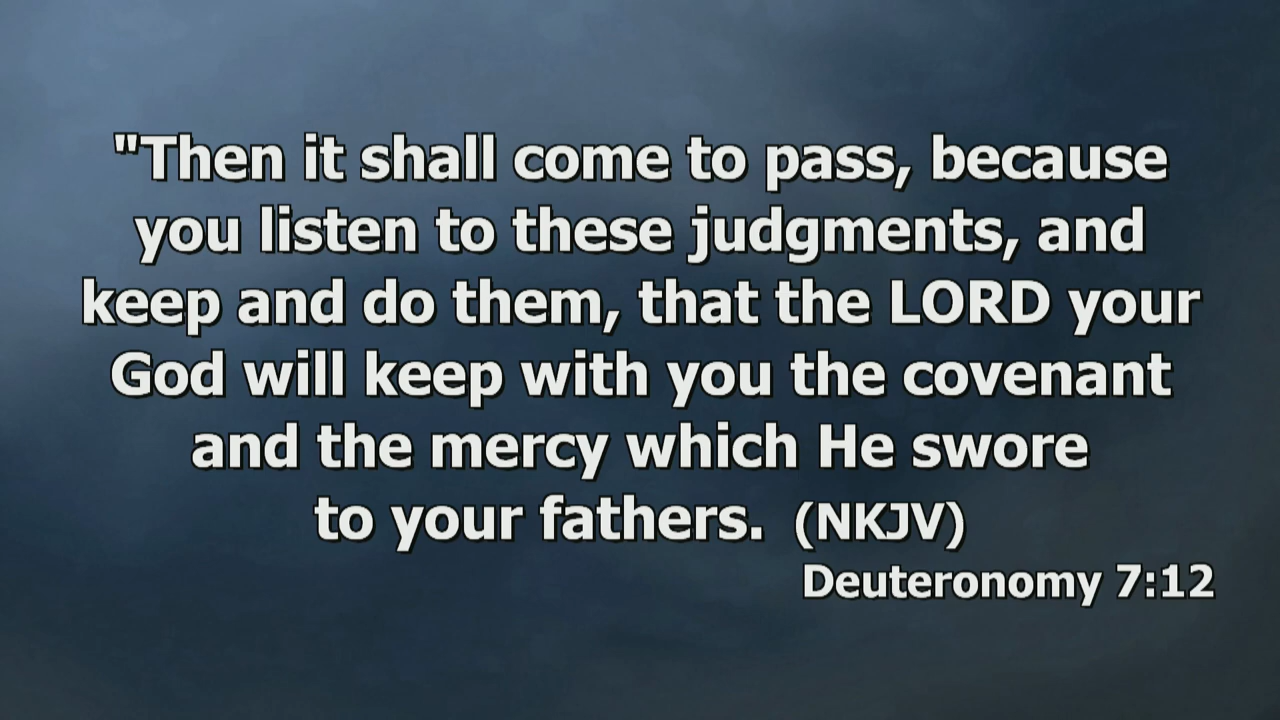 "Then it shall come to pass, because
you listen to these judgments, and
keep and do them, that the LORD your
God will keep with you the covenant
and the mercy which He swore
to your fathers. (NKJV)
Deuteronomy 7:12